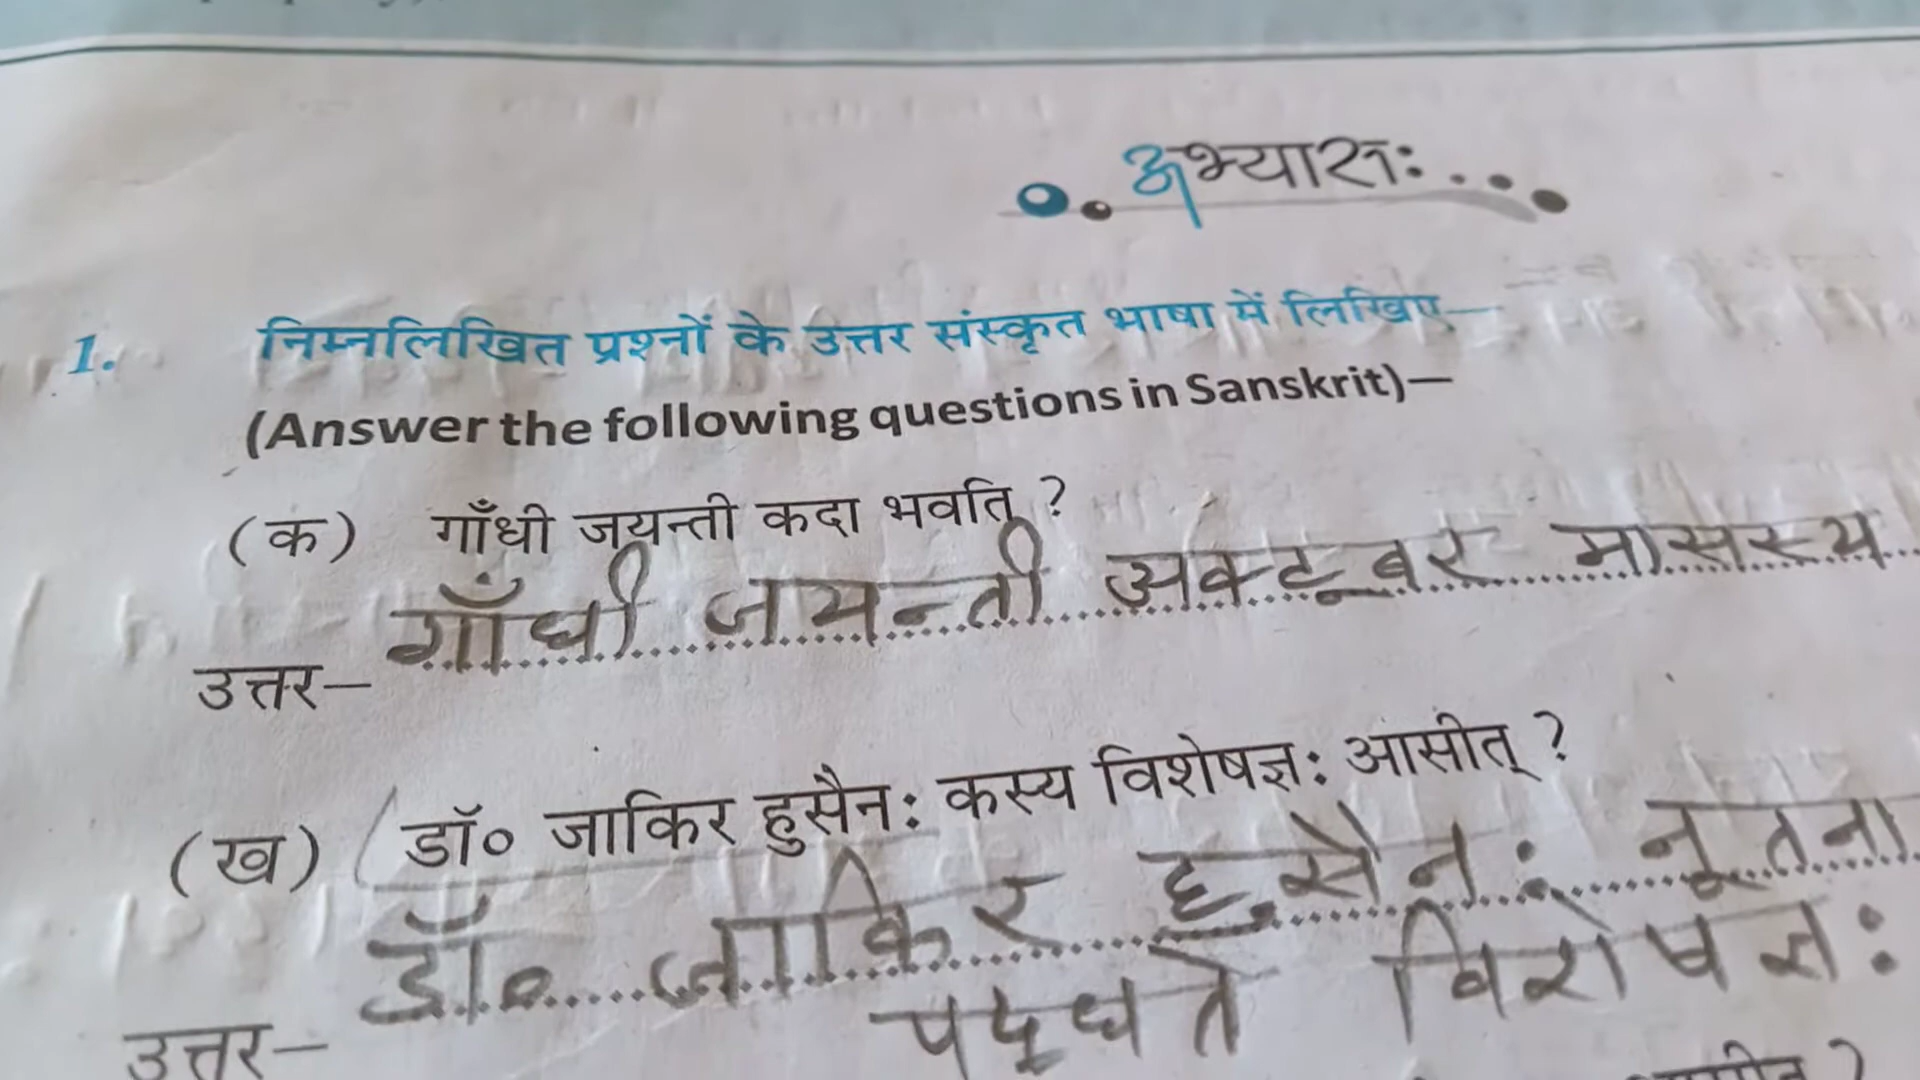 अभ्यासः
1. निम्नलिखित प्रश्नों के उत्तर संस्कृत भाषा में लिखिए—
(Answer the following questions in Sanskrit)—
(क) गाँधी जयन्ती कदा भवति ?
उत्तर— गाँधी जयन्ती अक्टूबर मासस्य
(ख) डॉ० जाकिर हुसैन: कस्य विशेषज्ञ: आसीत् ?
उत्तर— डॉ० जाकिर हुसैन: नूतना
पद्धते विशेषज्ञ: